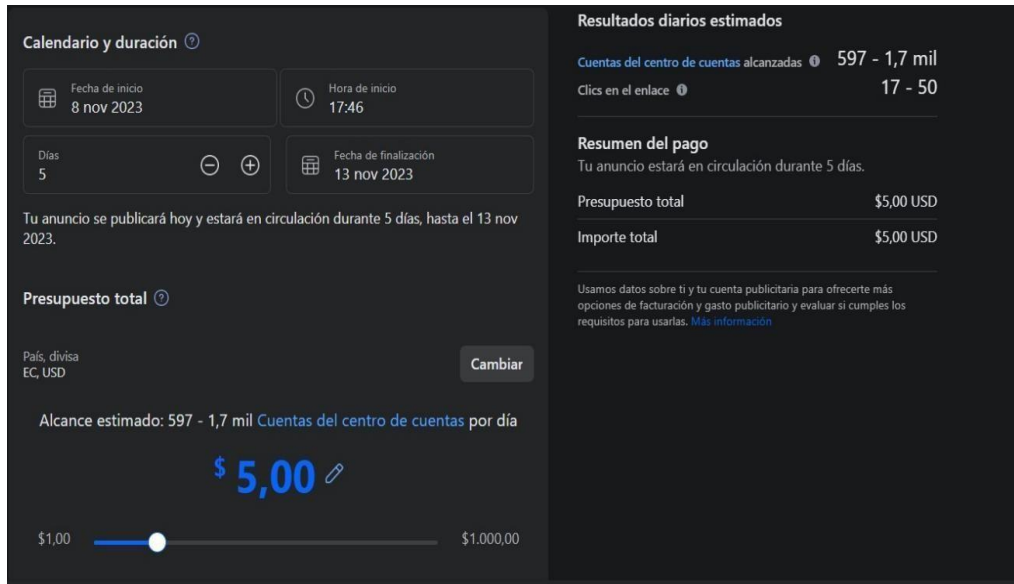 Calendario y duración
Fecha de inicio
8 nov 2023
Hora de inicio
17:46
Días
5
Fecha de finalización
13 nov 2023
Tu anuncio se publicará hoy y estará en circulación durante 5 días, hasta el 13 nov
2023.
Presupuesto total
País, divisa
EC, USD
Cambiar
Alcance estimado: 597 - 1,7 mil Cuentas del centro de cuentas por día
$ 5,00
$1,00
$1.000,00
Resultados diarios estimados
Cuentas del centro de cuentas alcanzadas 597 - 1,7 mil
Clics en el enlace 17 - 50
Resumen del pago
Tu anuncio estará en circulación durante 5 días.
Presupuesto total $5,00 USD
Importe total $5,00 USD
Usamos datos sobre ti y tu cuenta publicitaria para ofrecerte más
opciones de facturación y gasto publicitario y evaluar si cumples los
requisitos para usarlas. Más información